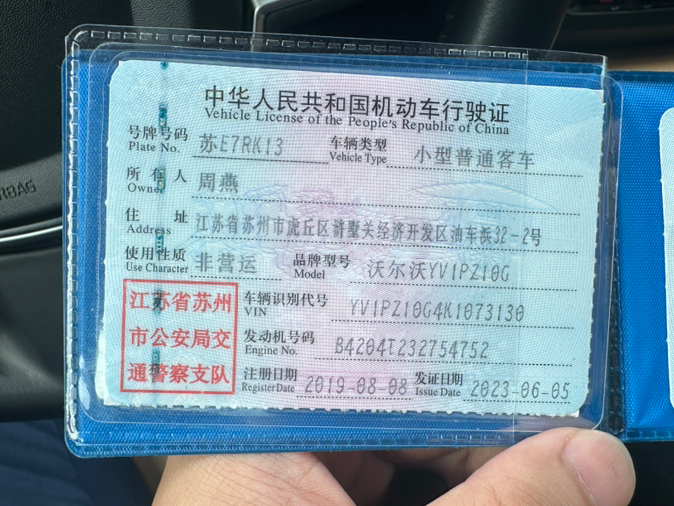 中华人民共和国机动车行驶证
Vehicle License of the People's Republic of China
号牌号码 苏E7RK13 车辆类型 小型普通客车
Plate No. Vehicle Type
所有人 周燕
Owner
住址 江苏省苏州市虎丘区浒墅关经济开发区油车浜32-2号
Address
使用性质 非营运 品牌型号 沃尔沃YV1PZ10G
Use Character Model
江苏省苏州
市公安局交
通警察支队
车辆识别代号 YV1PZ10G4K1073130
VIN
发动机号码 B4204T232754752
Engine No.
注册日期 2019-08-08 发证日期 2023-06-05
Register Date Issue Date
RBAG